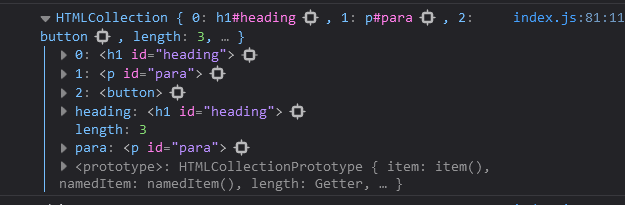 HTMLCollection { 0: h1#heading , 1: p#para , 2: index.js:81:11
button , length: 3, … }
0: <h1 id="heading">
1: <p id="para">
2: <button>
heading: <h1 id="heading">
length: 3
para: <p id="para">
<prototype>: HTMLCollectionPrototype { item: item(),
namedItem: namedItem(), length: Getter, … }